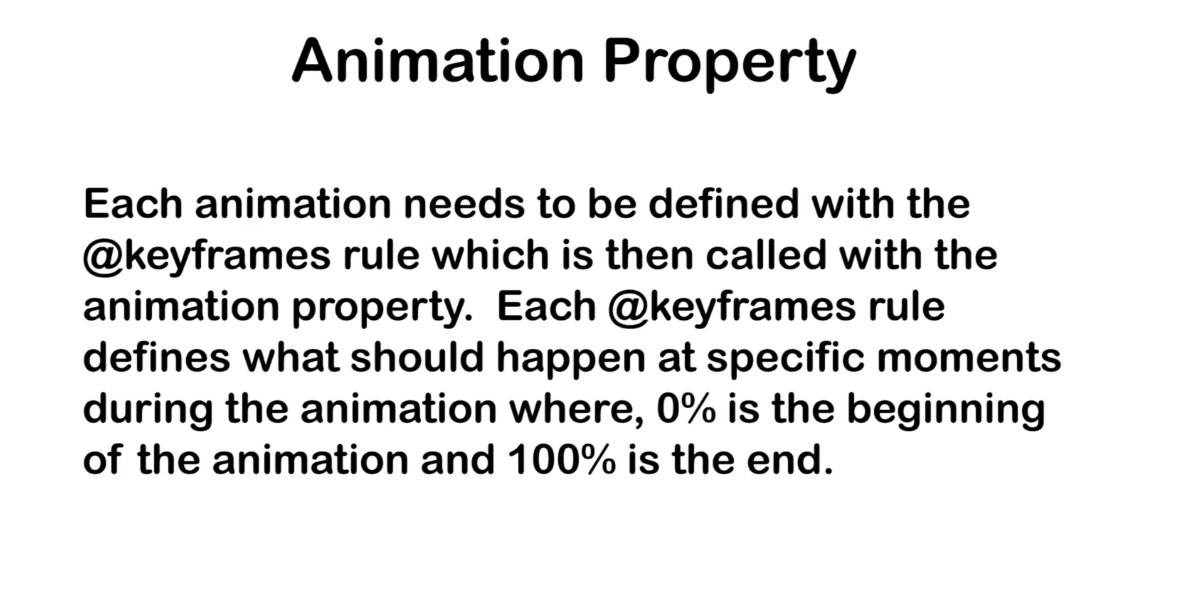 Animation Property
Each animation needs to be defined with the
@keyframes rule which is then called with the
animation property.  Each @keyframes rule
defines what should happen at specific moments
during the animation where, 0% is the beginning
of the animation and 100% is the end.